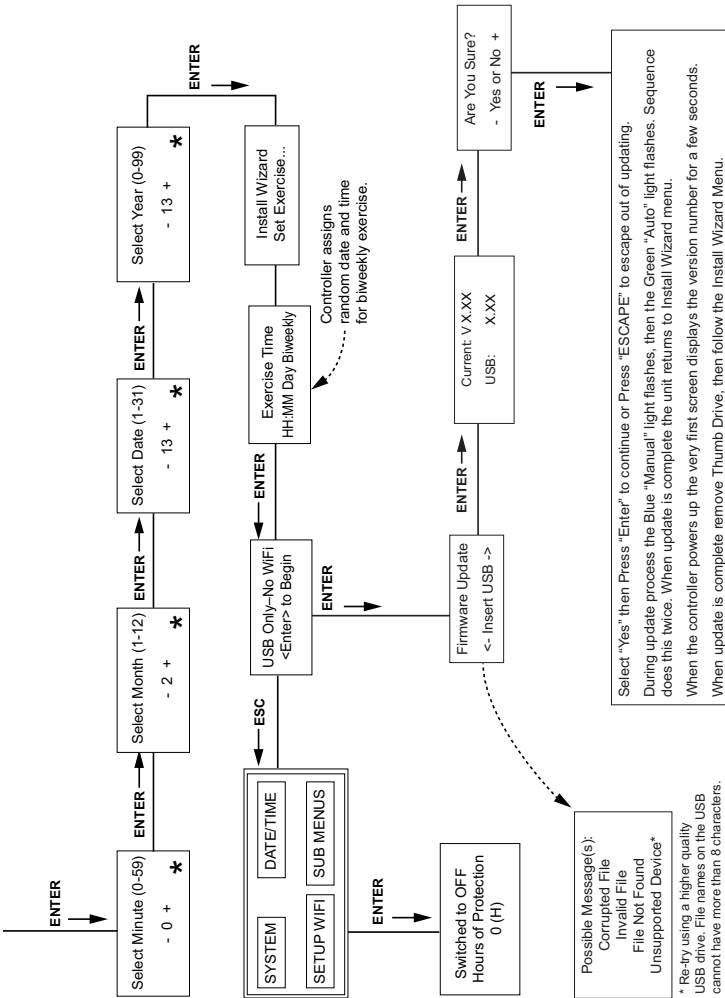 ENTER
Select Minute (0-59)
- 0 +
*
ENTER
Select Month (1-12)
- 2 +
*
ENTER
Select Date (1-31)
- 13 +
*
ENTER
Select Year (0-99)
- 13 +
*
ENTER
Install Wizard
Set Exercise...
Exercise Time
HH:MM Day Biweekly
Controller assigns
random date and time
for biweekly exercise.
ENTER
USB Only–No WiFi
<Enter> to Begin
ESC
SYSTEM
DATE/TIME
SETUP WIFI
SUB MENUS
ENTER
Switched to OFF
Hours of Protection
0 (H)
ENTER
Firmware Update
<- Insert USB ->
ENTER
Current: V X.XX
USB: X.XX
ENTER
Are You Sure?
- Yes or No +
ENTER
Possible Message(s):
Corrupted File
Invalid File
File Not Found
Unsupported Device*
* Re-try using a higher quality
USB drive. File names on the USB
cannot have more than 8 characters.
Select “Yes” then Press “Enter” to continue or Press “ESCAPE” to escape out of updating.
During update process the Blue “Manual” light flashes, then the Green “Auto” light flashes. Sequence
does this twice. When update is complete the unit returns to Install Wizard menu.
When the controller powers up the very first screen displays the version number for a few seconds.
When update is complete remove Thumb Drive, then follow the Install Wizard Menu.